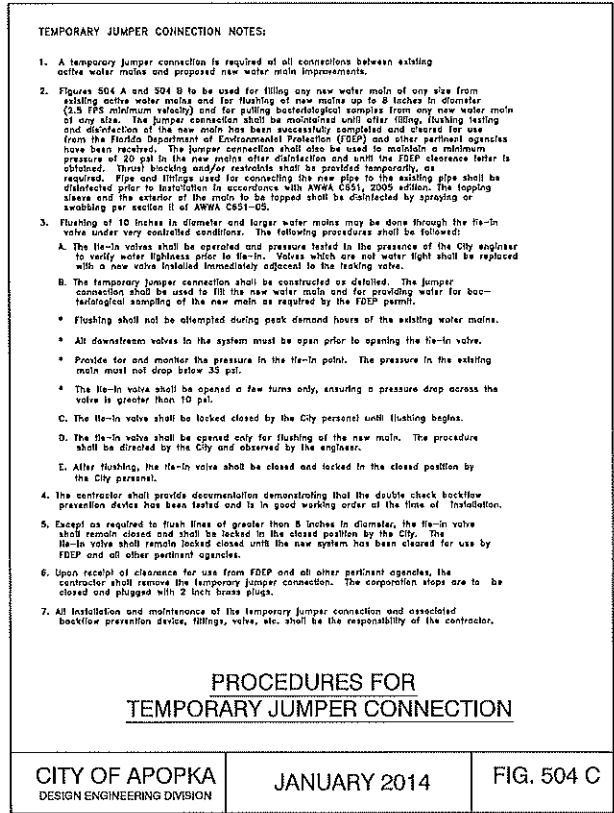 TEMPORARY JUMPER CONNECTION NOTES:
1. A temporary jumper connection is required at all connections between existing
active water mains and proposed new water main improvements.
2. Figures 504 A and 504 B to be used for filling any new water main of any size from
existing active water mains and for flushing of new mains up to 8 inches in diameter
(2.5 FPS minimum velocity) and for pulling bacteriological samples from any new water main
of any size. The jumper connection shall be maintained until after filling, flushing testing
and disinfection of the new main has been successfully completed and cleared for use
from the Florida Department of Environmental Protection (FDEP) and other pertinent agencies
have been received. The jumper connection shall also be used to maintain a minimum
pressure of 20 psi in the new mains after disinfection and until the FDEP clearence letter is
obtained. Thrust blocking and/or restraints shall be provided temporarily, as
required. Pipe and fittings used for connecting the new pipe to the existing pipe shall be
disinfected prior to installation in accordance with AWWA C651, 2005 edition. The tapping
sleeve and the exterior of the main to be tapped shall be disinfected by spraying or
swabbing per section 11 of AWWA C651-05.
3. Flushing of 10 inches in diameter and larger water mains may be done through the tie-in
valve under very controlled conditions. The following procedures shall be followed:
A. The tie-in valves shall be operated and pressure tested in the presence of the City engineer
to verify water tightness prior to tie-in. Valves which are not water tight shall be replaced
with a new valve installed immediately adjacent to the leaking valve.
B. The temporary jumper connection shall be constructed as detailed. The jumper
connection shall be used to fill the new water main and for providing water for bac-
teriological sampling of the new main as required by the FDEP permit.
* Flushing shall not be attempted during peak demand hours of the existing water mains.
* All downstream valves in the system must be open prior to opening the tie-in valve.
* Provide for and monitor the pressure in the tie-in point. The pressure in the existing
main must not drop below 35 psi.
* The tie-in valve shall be opened a few turns only, ensuring a pressure drop across the
valve is greater than 10 psi.
C. The tie-in valve shall be locked closed by the City personel until flushing begins.
D. The tie-in valve shall be opened only for flushing of the new main. The procedure
shall be directed by the City and observed by the engineer.
E. After flushing, the tie-in valve shall be closed and locked in the closed position by
the City personel.
4. The contractor shall provide documentation demonstrating that the double check backflow
prevention device has been tested and is in good working order at the time of installation.
5. Except as required to flush lines of greater than 8 inches in diameter, the tie-in valve
shall remain closed and shall be locked in the closed position by the City. The
tie-in valve shall remain locked closed until the new system has been cleared for use by
FDEP and all other pertinent agencies.
6. Upon receipt of clearance for use from FDEP and all other pertinent agencies, the
contractor shall remove the temporary jumper connection. The corporation stops are to be
closed and plugged with 2 inch brass plugs.
7. All installation and maintenance of the temporary jumper connection and associated
backflow prevention device, fittings, valve, etc. shall be the responsibility of the contractor.
PROCEDURES FOR
TEMPORARY JUMPER CONNECTION
CITY OF APOPKA
DESIGN ENGINEERING DIVISION
JANUARY 2014
FIG. 504 C